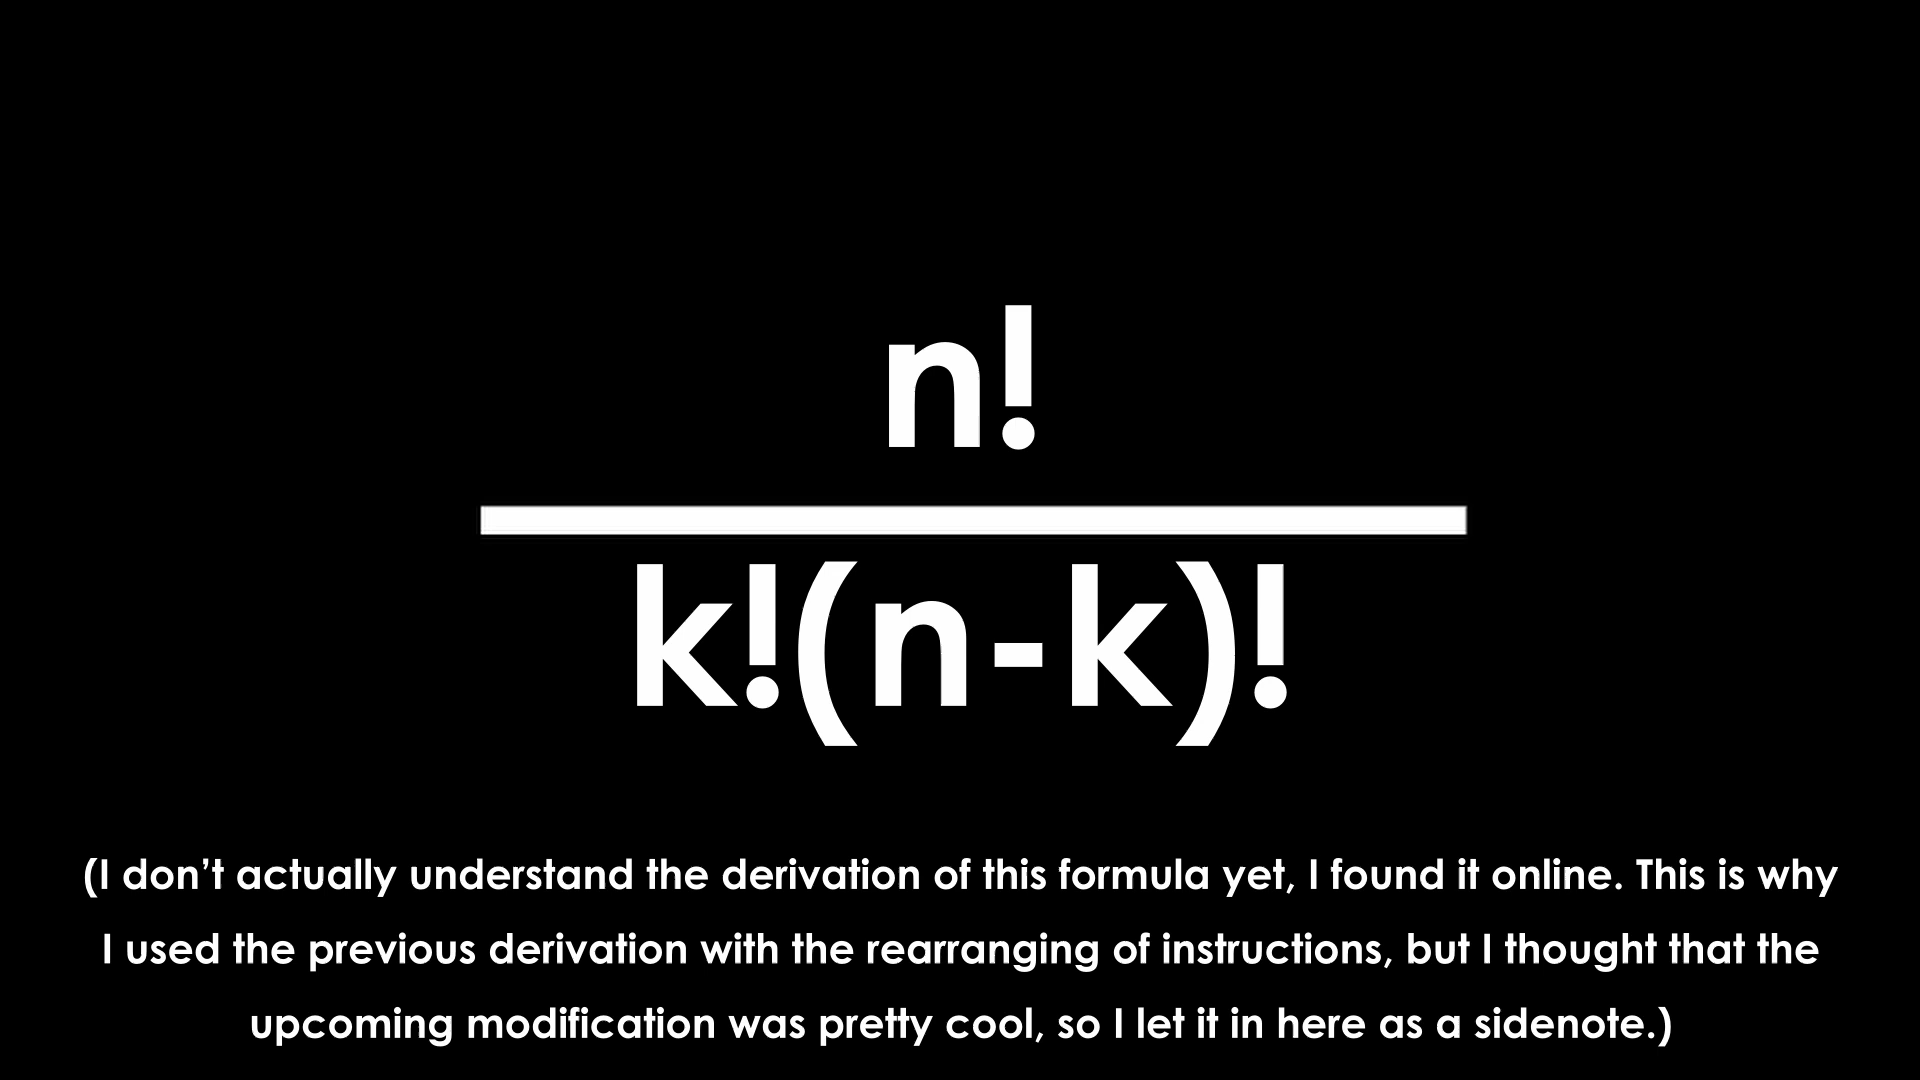 n!
k!(n-k)!
(I don’t actually understand the derivation of this formula yet, I found it online. This is why
I used the previous derivation with the rearranging of instructions, but I thought that the
upcoming modification was pretty cool, so I let it in here as a sidenote.)